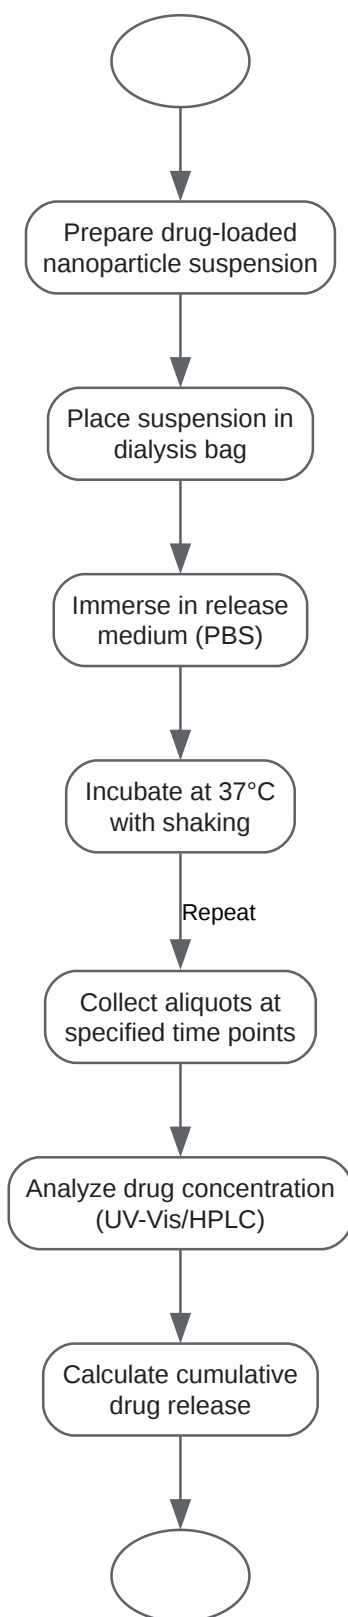 Prepare drug-loaded
nanoparticle suspension
Place suspension in
dialysis bag
Immerse in release
medium (PBS)
Incubate at 37°C
with shaking
Repeat
Collect aliquots at
specified time points
Analyze drug concentration
(UV-Vis/HPLC)
Calculate cumulative
drug release